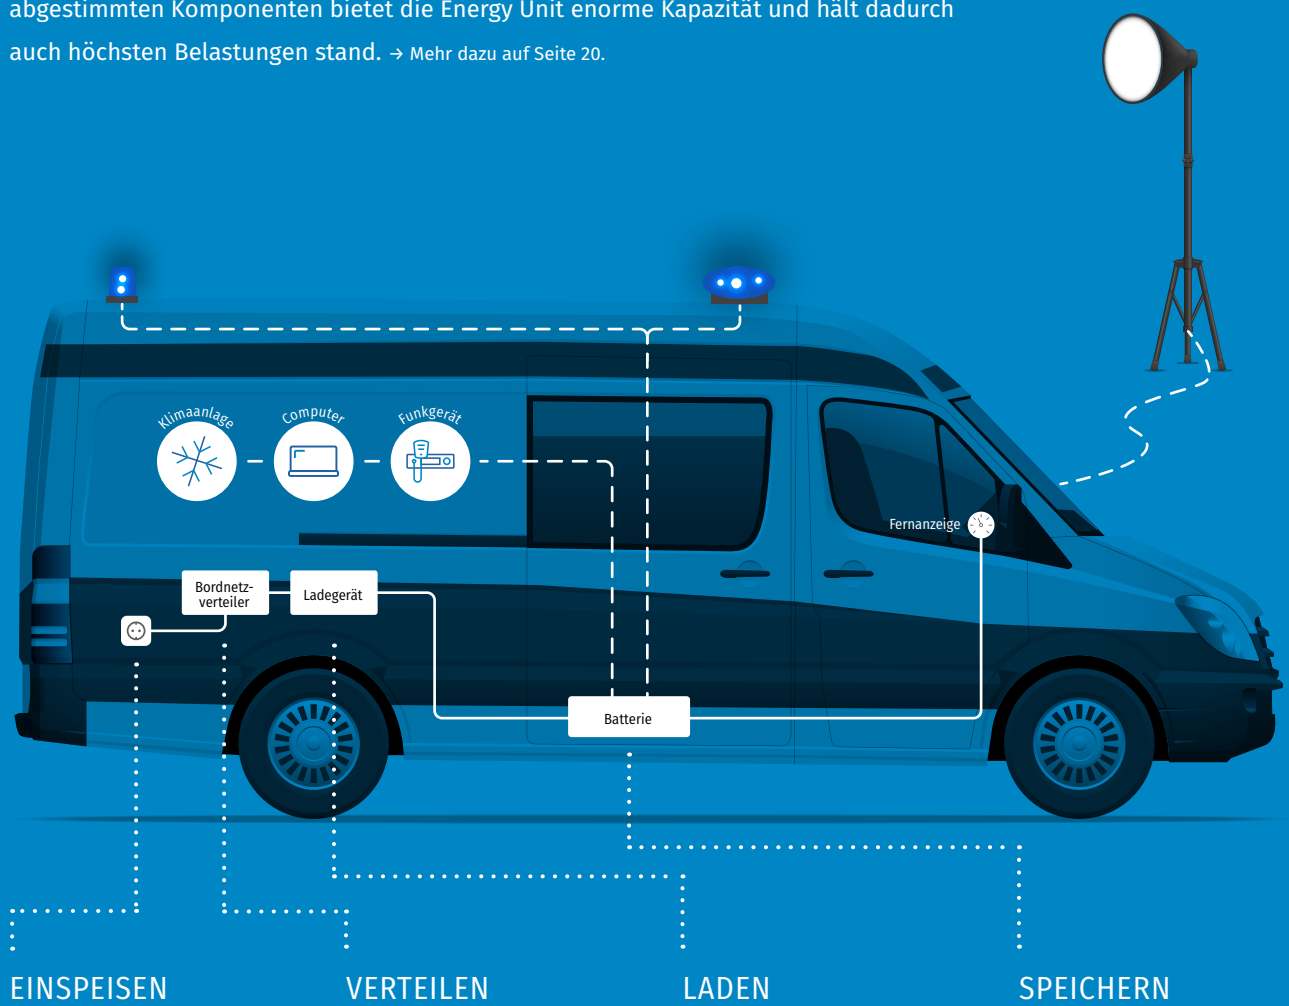 abgestimmten Komponenten bietet die Energy Unit enorme Kapazität und hält dadurch
auch höchsten Belastungen stand. → Mehr dazu auf Seite 20.
Klimaanlage
Computer
Funkgerät
Fernanzeige
Bordnetz-
verteiler
Ladegerät
Batterie
EINSPEISEN
VERTEILEN
LADEN
SPEICHERN